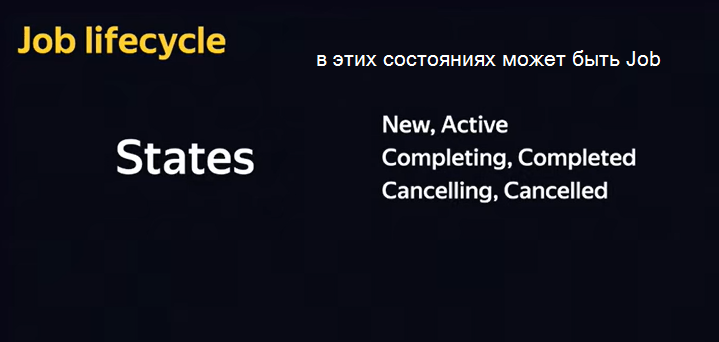 Job lifecycle
в этих состояниях может быть Job
States
New, Active
Completing, Completed
Cancelling, Cancelled